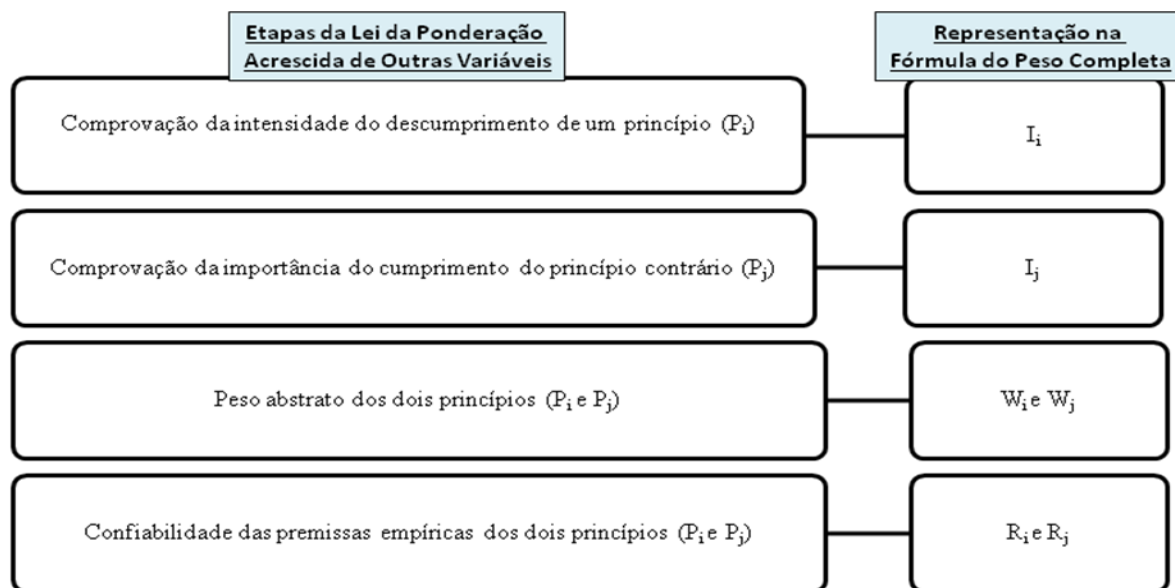 Etapas da Lei da Ponderação
Acrescida de Outras Variáveis
Representação na
Fórmula do Peso Completa
Comprovação da intensidade do descumprimento de um princípio (Pi)
Ii
Comprovação da importância do cumprimento do princípio contrário (Pj)
Ij
Peso abstrato dos dois princípios (Pi e Pj)
Wi e Wj
Confiabilidade das premissas empíricas dos dois princípios (Pi e Pj)
Ri e Rj